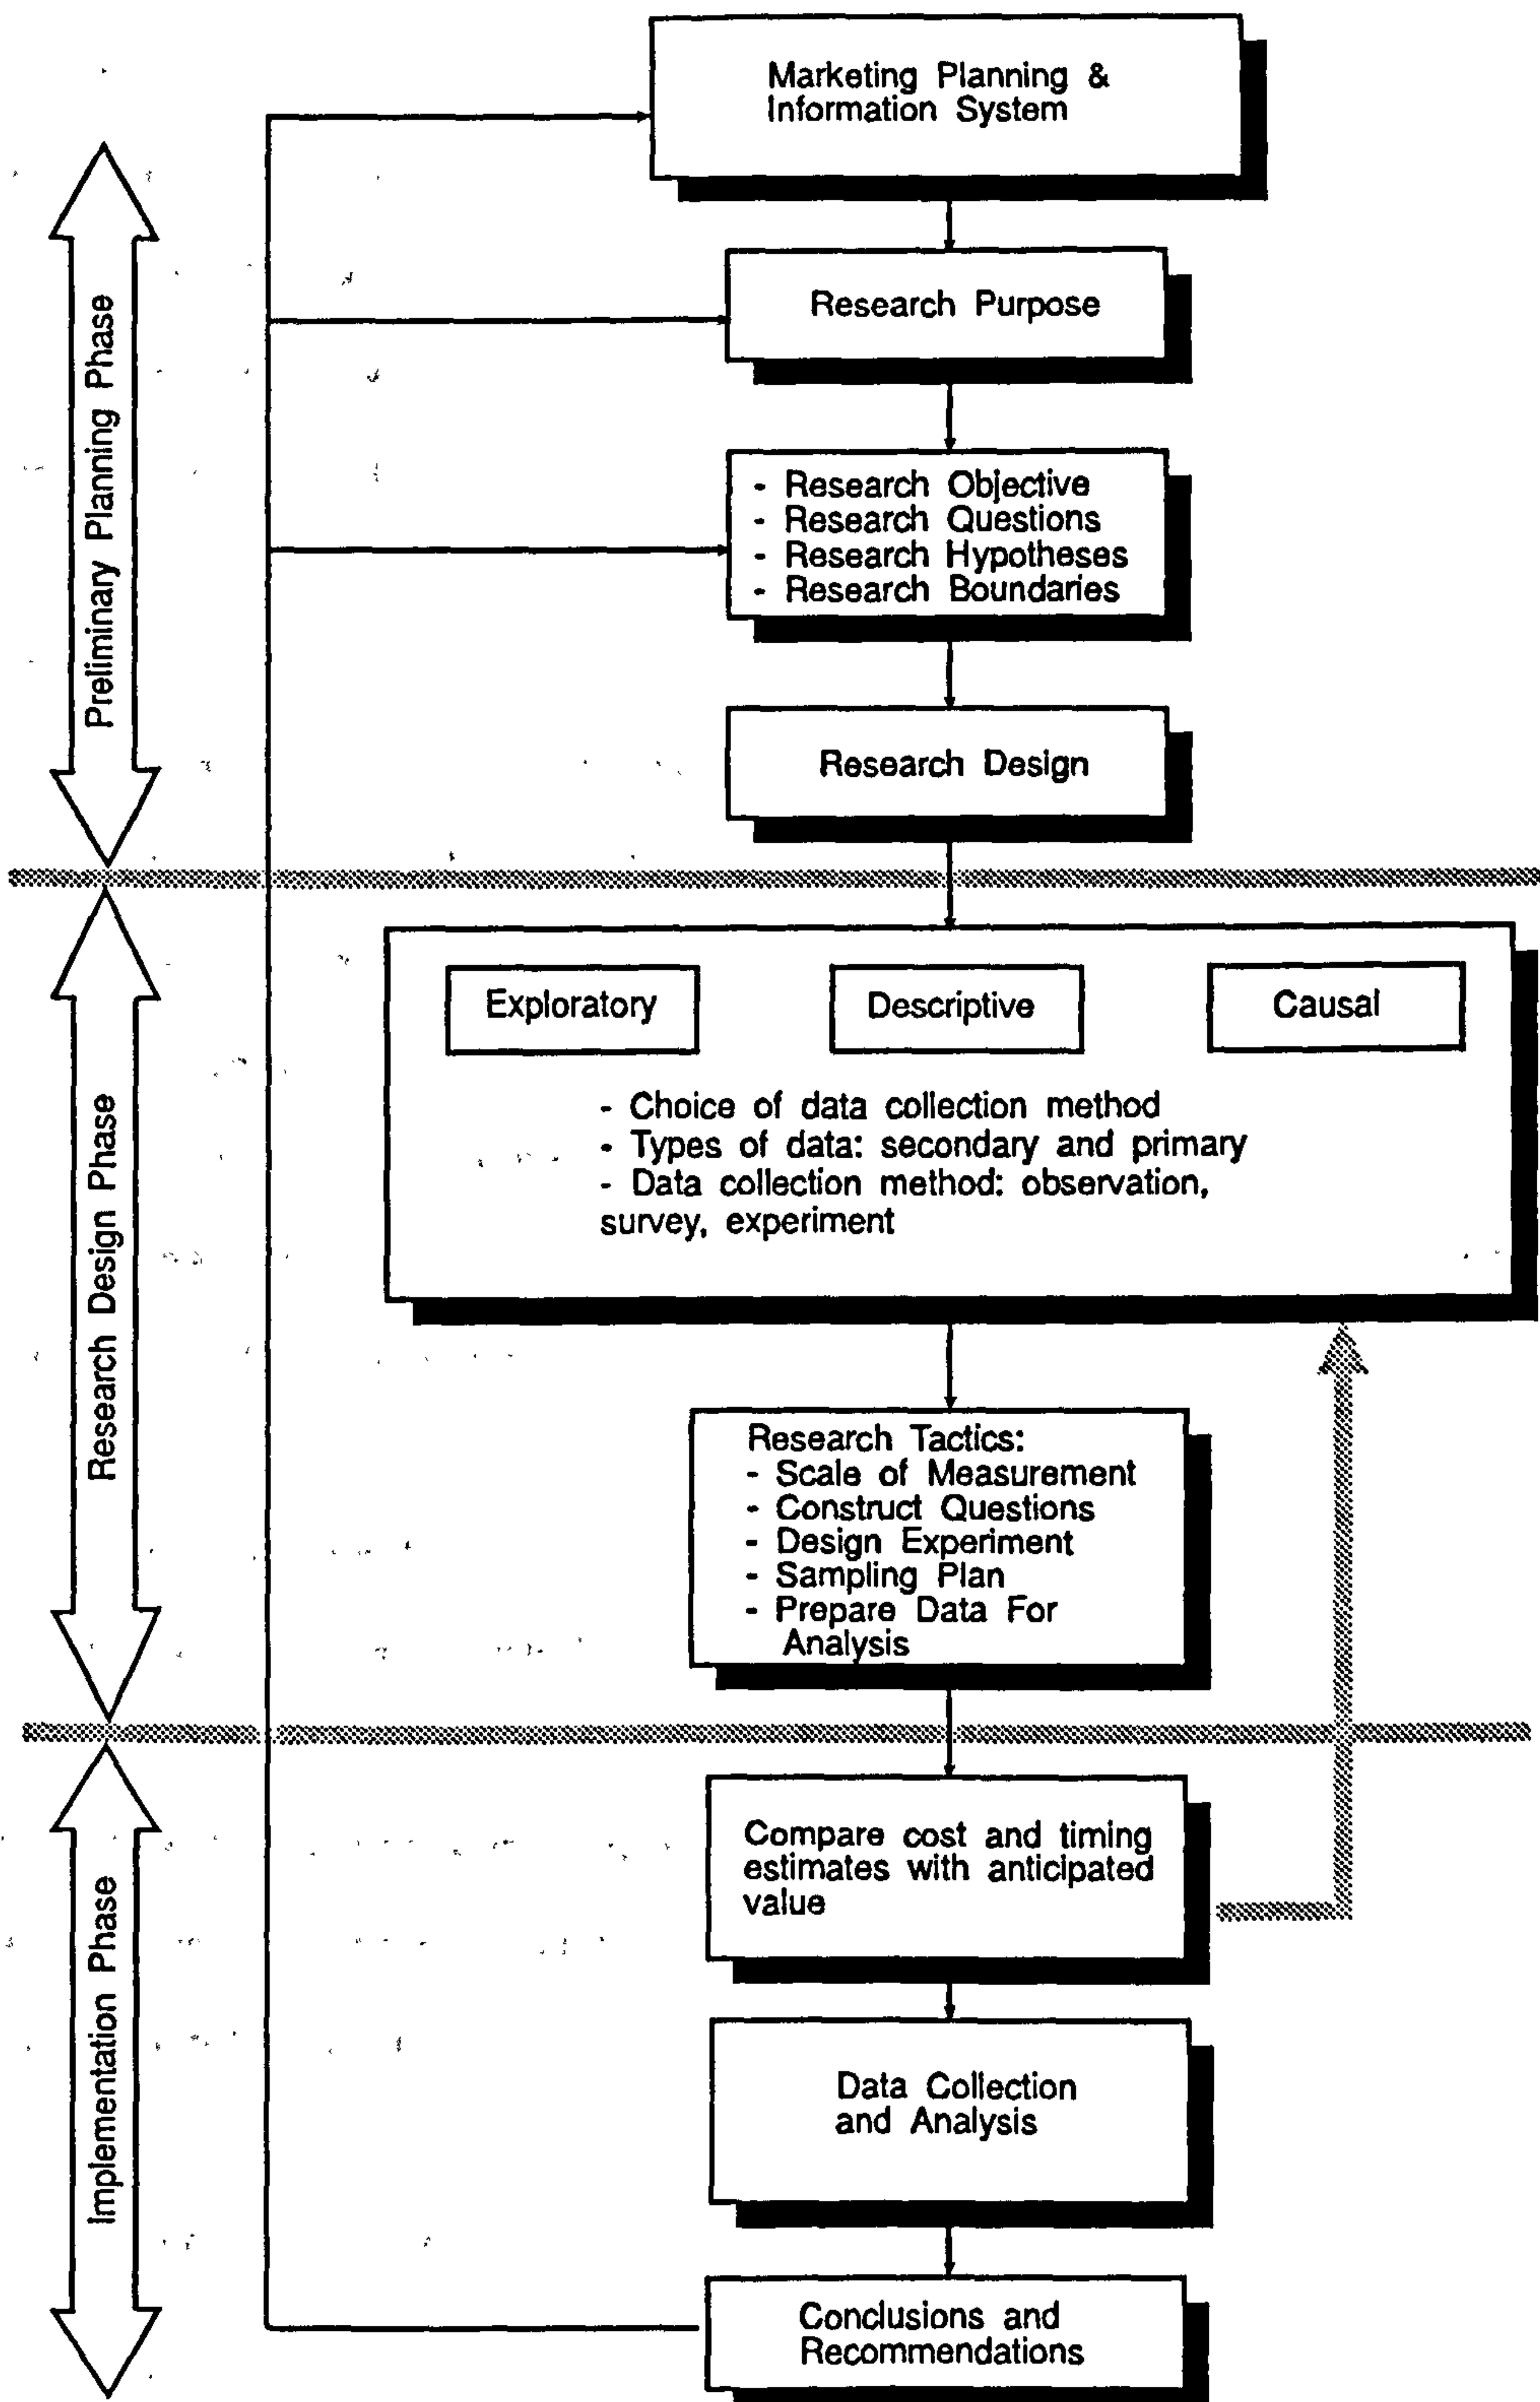 Marketing Planning &
Information System
Research Purpose
- Research Objective
- Research Questions
- Research Hypotheses
- Research Boundaries
Research Design
Preliminary Planning Phase
Exploratory
Descriptive
Causal
- Choice of data collection method
- Types of data: secondary and primary
- Data collection method: observation,
survey, experiment
Research Tactics:
- Scale of Measurement
- Construct Questions
- Design Experiment
- Sampling Plan
- Prepare Data For
Analysis
Research Design Phase
Compare cost and timing
estimates with anticipated
value
Data Collection
and Analysis
Conclusions and
Recommendations
Implementation Phase